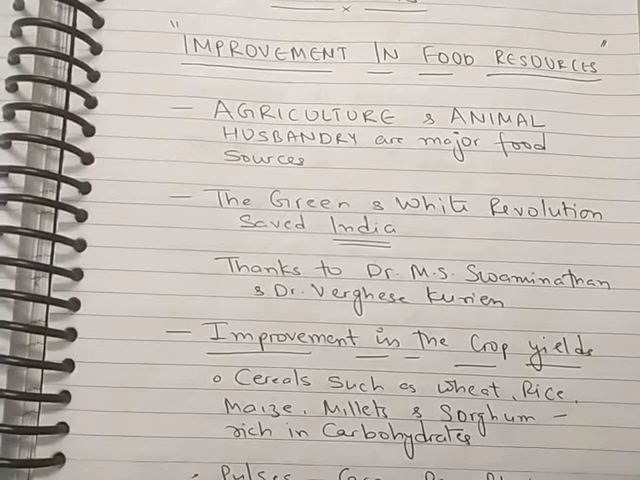 "IMPROVEMENT IN FOOD RESOURCES"
— AGRICULTURE & ANIMAL
HUSBANDRY are major food
Sources
— The Green & White Revolution
Saved India
Thanks to Dr. M.S. Swaminathan
& Dr. Verghese Kurien
— Improvement in the Crop yields
o Cereals Such as Wheat, Rice,
Maize, Millets & Sorghum –
rich in Carbohydrates
• Pulses –